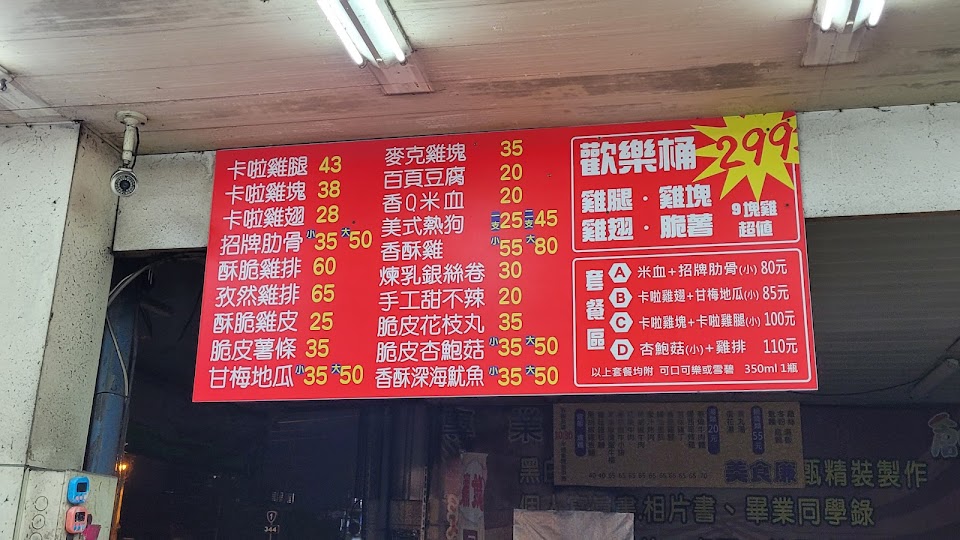 卡啦雞腿 43
卡啦雞塊 38
卡啦雞翅 28
招牌肋骨 小35 大50
酥脆雞排 60
孜然雞排 65
酥脆雞皮 25
脆皮薯條 35
甘梅地瓜 小35 大50
麥克雞塊 35
百頁豆腐 20
香Q米血 20
美式熱狗 一支25 二支45
香酥雞 小55 大80
煉乳銀絲卷 30
手工甜不辣 20
脆皮花枝丸 35
脆皮杏鮑菇 小35 大50
香酥深海魷魚 小35 大50
歡樂桶 299
雞腿・雞塊
雞翅・脆薯
9塊雞
超值
套餐區
A 米血+招牌肋骨(小) 80元
B 卡啦雞翅+甘梅地瓜(小) 85元
C 卡啦雞塊+卡啦雞腿(小) 100元
D 杏鮑菇(小)+雞排 110元
以上套餐均附 可口可樂或雪碧 350ml 1瓶
20元
55元
美食廉
精裝製作
相片書、畢業同學錄
344